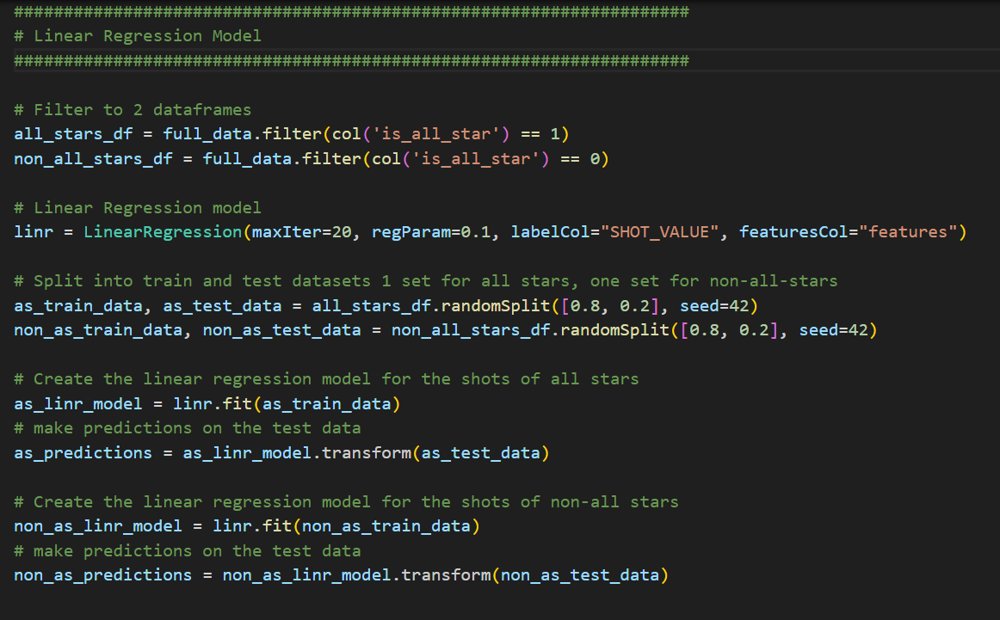 ####################################################################
# Linear Regression Model
####################################################################
# Filter to 2 dataframes
all_stars_df = full_data.filter(col('is_all_star') == 1)
non_all_stars_df = full_data.filter(col('is_all_star') == 0)
# Linear Regression model
linr = LinearRegression(maxIter=20, regParam=0.1, labelCol="SHOT_VALUE", featuresCol="features")
# Split into train and test datasets 1 set for all stars, one set for non-all-stars
as_train_data, as_test_data = all_stars_df.randomSplit([0.8, 0.2], seed=42)
non_as_train_data, non_as_test_data = non_all_stars_df.randomSplit([0.8, 0.2], seed=42)
# Create the linear regression model for the shots of all stars
as_linr_model = linr.fit(as_train_data)
# make predictions on the test data
as_predictions = as_linr_model.transform(as_test_data)
# Create the linear regression model for the shots of non-all stars
non_as_linr_model = linr.fit(non_as_train_data)
# make predictions on the test data
non_as_predictions = non_as_linr_model.transform(non_as_test_data)